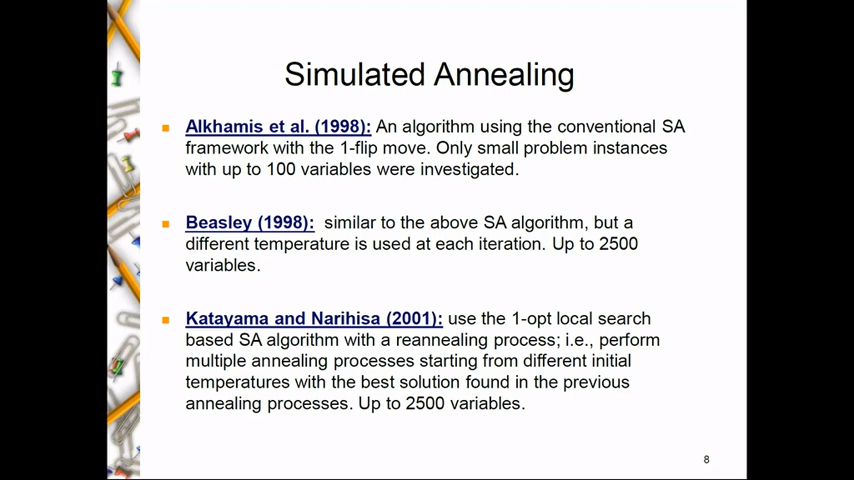 Simulated Annealing
Alkhamis et al. (1998): An algorithm using the conventional SA
framework with the 1-flip move. Only small problem instances
with up to 100 variables were investigated.
Beasley (1998): similar to the above SA algorithm, but a
different temperature is used at each iteration. Up to 2500
variables.
Katayama and Narihisa (2001): use the 1-opt local search
based SA algorithm with a reannealing process; i.e., perform
multiple annealing processes starting from different initial
temperatures with the best solution found in the previous
annealing processes. Up to 2500 variables.
8